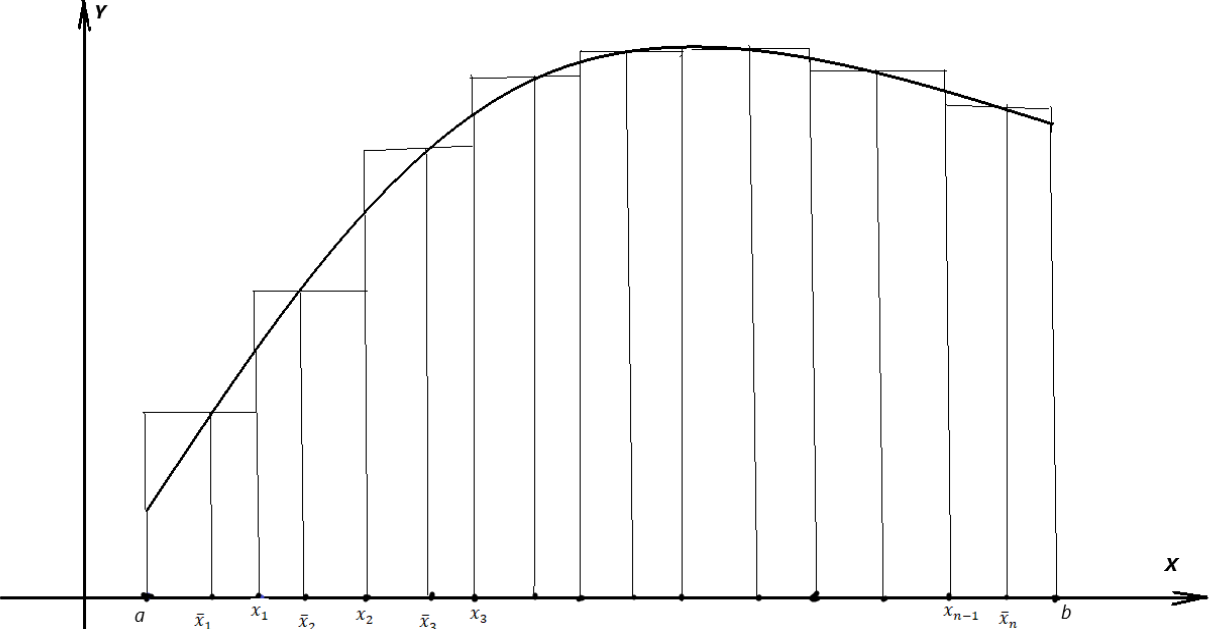 Y
X
a x̄₁ x₁ x̄₂ x₂ x̄₃ x₃ xₙ₋₁ x̄ₙ b